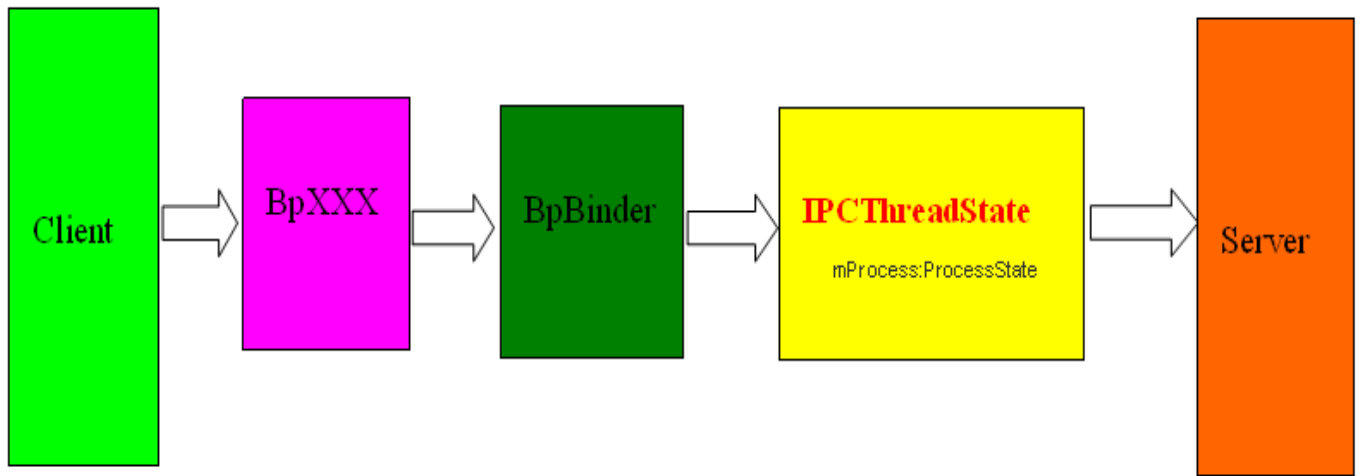 Client
BpXXX
BpBinder
IPCThreadState
mProcess:ProcessState
Server